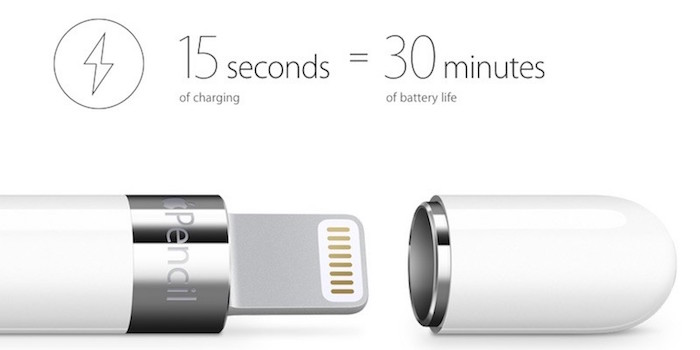 15 seconds = 30 minutes
of charging of battery life
Pencil